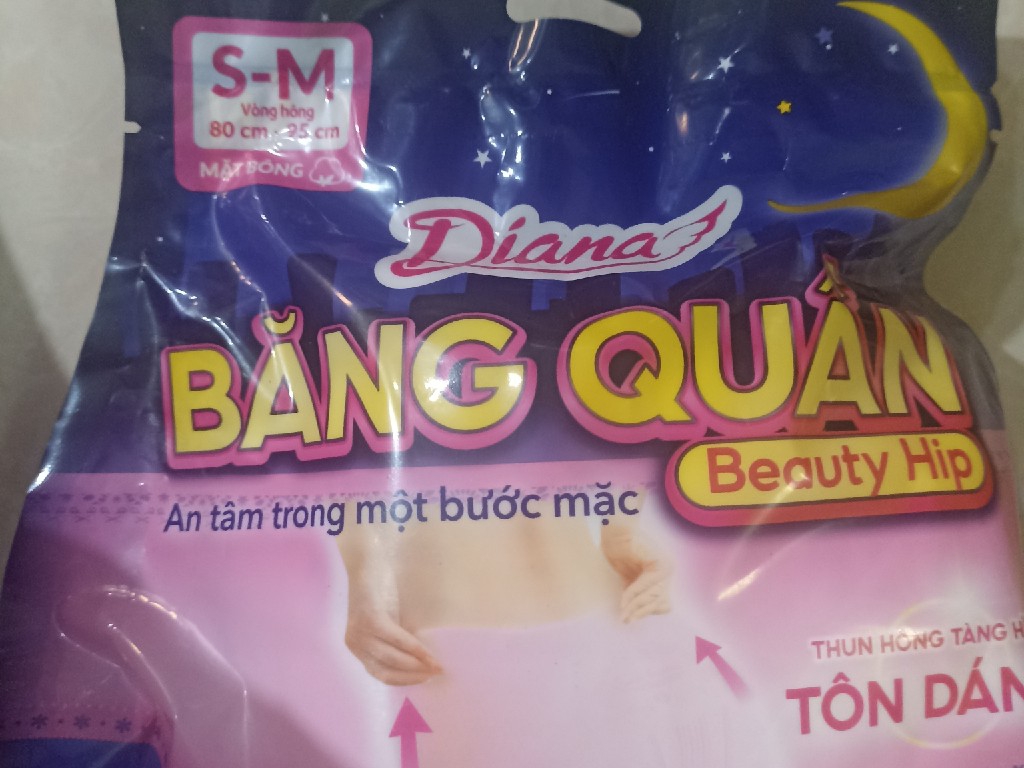 S-M
Vòng hông
80 cm - 95 cm
MẶT BÔNG
Diana
BĂNG QUẦN
Beauty Hip
An tâm trong một bước mặc
THUN HÔNG TÀNG H
TÔN DÁN